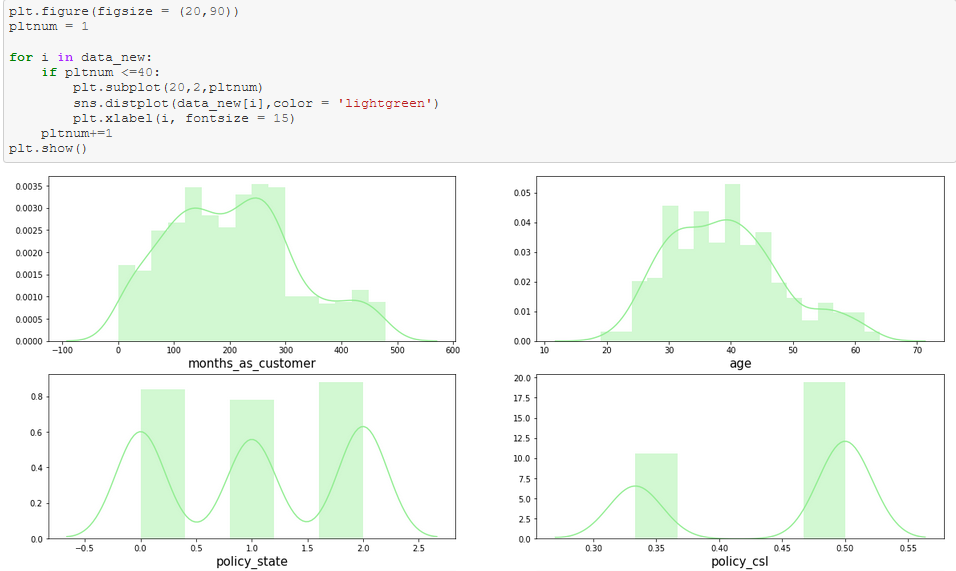 plt.figure(figsize = (20,90))
pltnum = 1
for i in data_new:
    if pltnum <=40:
        plt.subplot(20,2,pltnum)
        sns.distplot(data_new[i],color = 'lightgreen')
        plt.xlabel(i, fontsize = 15)
    pltnum+=1
plt.show()
0.0035
0.0030
0.0025
0.0020
0.0015
0.0010
0.0005
0.0000
−100 0 100 200 300 400 500 600
months_as_customer
0.05
0.04
0.03
0.02
0.01
0.00
10 20 30 40 50 60 70
age
0.8
0.6
0.4
0.2
0.0
−0.5 0.0 0.5 1.0 1.5 2.0 2.5
policy_state
20.0
17.5
15.0
12.5
10.0
7.5
5.0
2.5
0.0
0.30 0.35 0.40 0.45 0.50 0.55
policy_csl